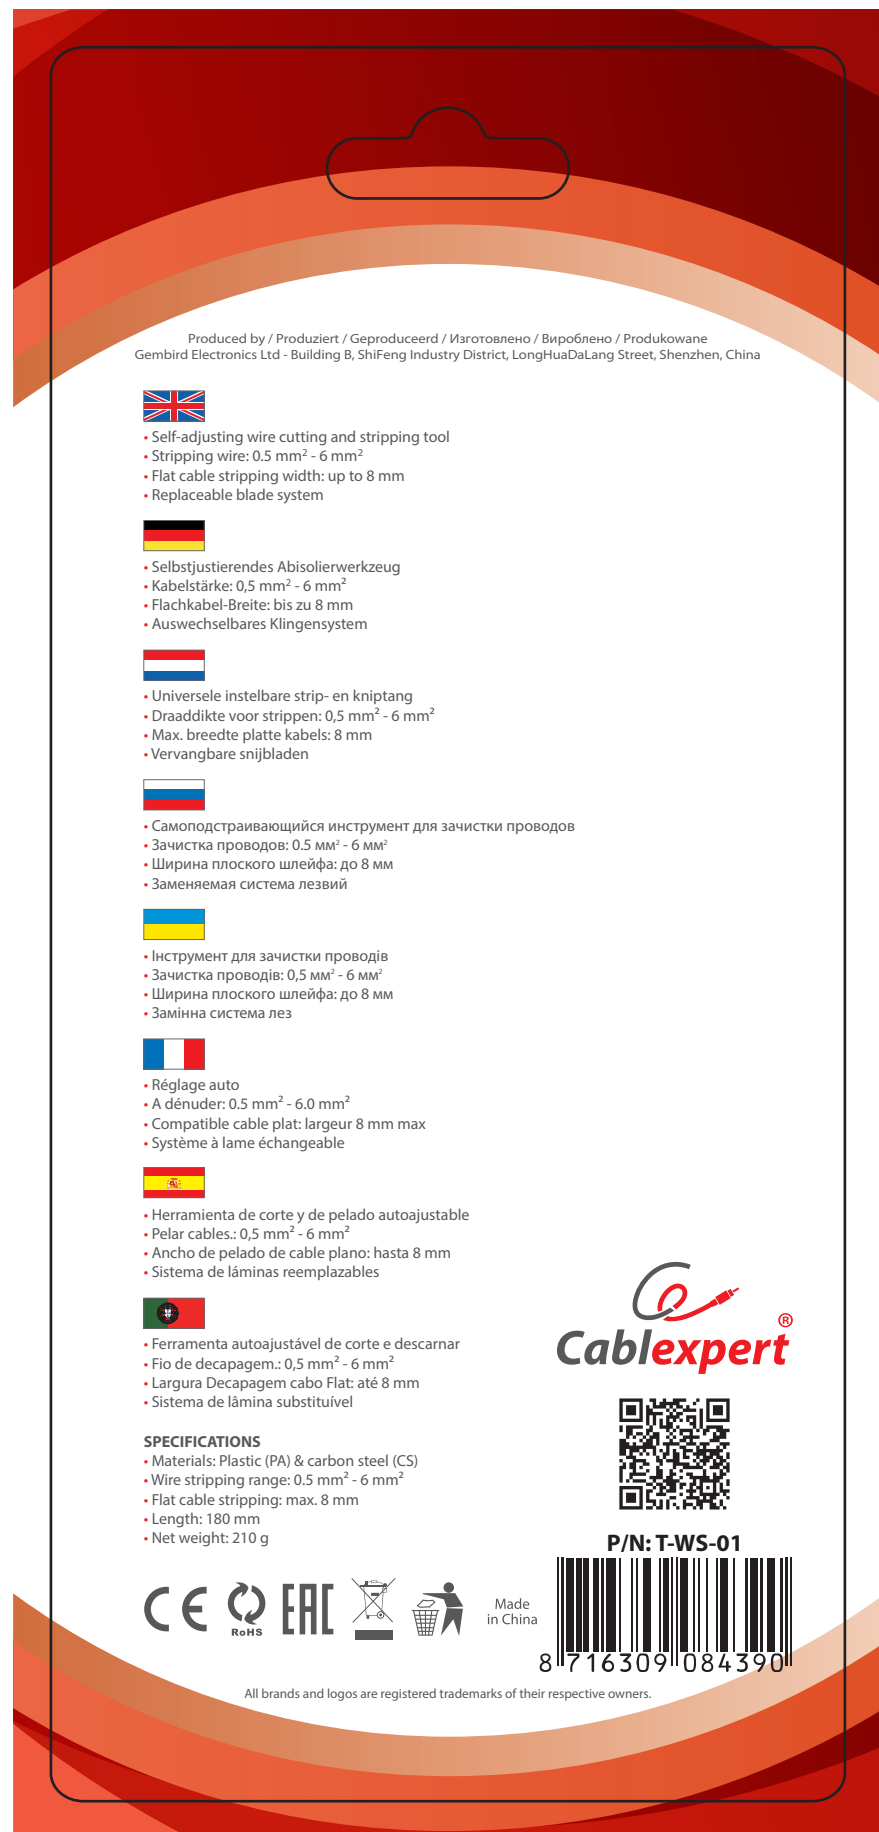 Produced by / Produziert / Geproduceerd / Изготовлено / Вироблено / Produkowane
Gembird Electronics Ltd - Building B, ShiFeng Industry District, LongHuaDaLang Street, Shenzhen, China
• Self-adjusting wire cutting and stripping tool
• Stripping wire: 0.5 mm² - 6 mm²
• Flat cable stripping width: up to 8 mm
• Replaceable blade system
• Selbstjustierendes Abisolierwerkzeug
• Kabelstärke: 0,5 mm² - 6 mm²
• Flachkabel-Breite: bis zu 8 mm
• Auswechselbares Klingensystem
• Universele instelbare strip- en kniptang
• Draaddikte voor strippen: 0,5 mm² - 6 mm²
• Max. breedte platte kabels: 8 mm
• Vervangbare snijbladen
• Самоподстраивающийся инструмент для зачистки проводов
• Зачистка проводов: 0.5 мм² - 6 мм²
• Ширина плоского шлейфа: до 8 мм
• Заменяемая система лезвий
• Інструмент для зачистки проводів
• Зачистка проводів: 0,5 мм² - 6 мм²
• Ширина плоского шлейфа: до 8 мм
• Замінна система лез
• Réglage auto
• A dénuder: 0.5 mm² - 6.0 mm²
• Compatible cable plat: largeur 8 mm max
• Système à lame échangeable
• Herramienta de corte y de pelado autoajustable
• Pelar cables.: 0,5 mm² - 6 mm²
• Ancho de pelado de cable plano: hasta 8 mm
• Sistema de láminas reemplazables
• Ferramenta autoajustável de corte e descarnar
• Fio de decapagem.: 0,5 mm² - 6 mm²
• Largura Decapagem cabo Flat: até 8 mm
• Sistema de lâmina substituível
Cablexpert®
SPECIFICATIONS
• Materials: Plastic (PA) & carbon steel (CS)
• Wire stripping range: 0.5 mm² - 6 mm²
• Flat cable stripping: max. 8 mm
• Length: 180 mm
• Net weight: 210 g
P/N: T-WS-01
CE
RoHS
EAC
Made
in China
8 716309 084390
All brands and logos are registered trademarks of their respective owners.